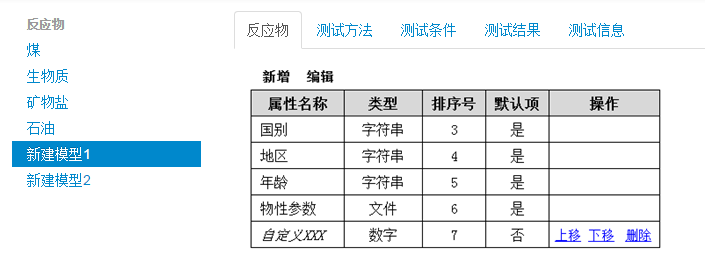 反应物
煤
生物质
矿物盐
石油
新建模型1
新建模型2
反应物 测试方法 测试条件 测试结果 测试信息
新增 编辑
属性名称 类型 排序号 默认项 操作
国别 字符串 3 是
地区 字符串 4 是
年龄 字符串 5 是
物性参数 文件 6 是
自定义XXX 数字 7 否 上移 下移 删除